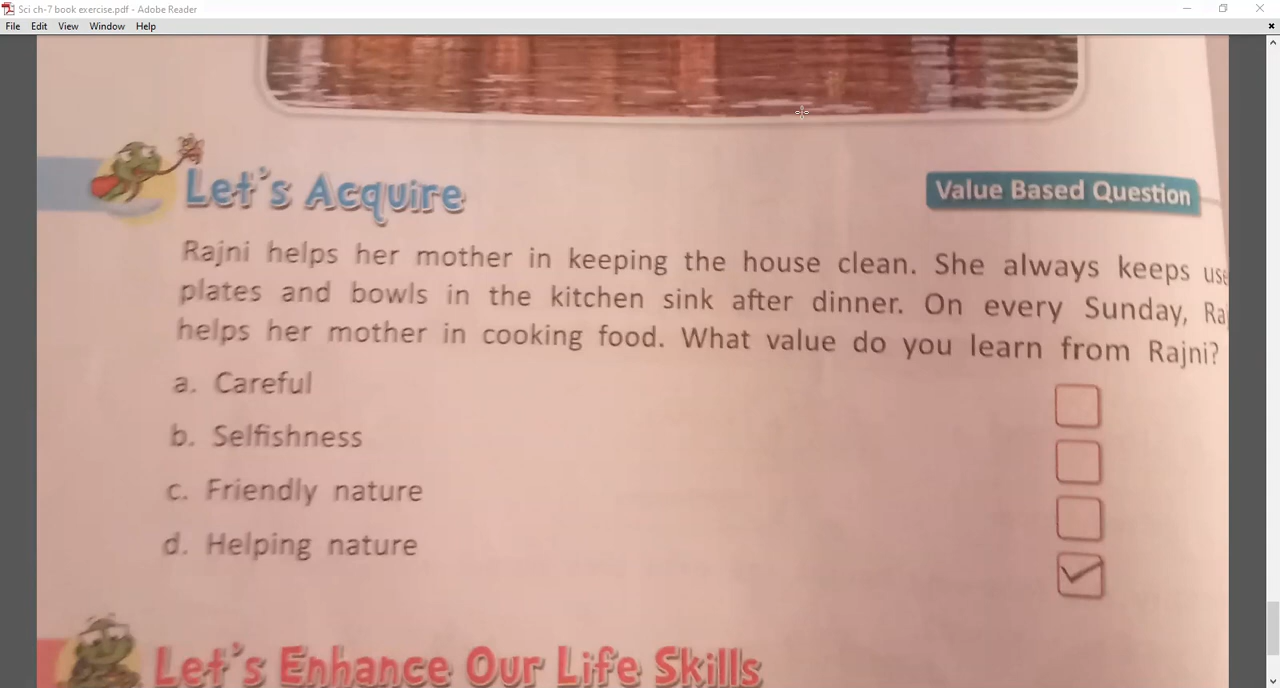 Sci ch-7 book exercise.pdf - Adobe Reader
File Edit View Window Help
Let's Acquire
Value Based Question
Rajni helps her mother in keeping the house clean. She always keeps
plates and bowls in the kitchen sink after dinner. On every Sunday,
helps her mother in cooking food. What value do you learn from Rajni?
a. Careful
b. Selfishness
c. Friendly nature
d. Helping nature
Let's Enhance Our Life Skills